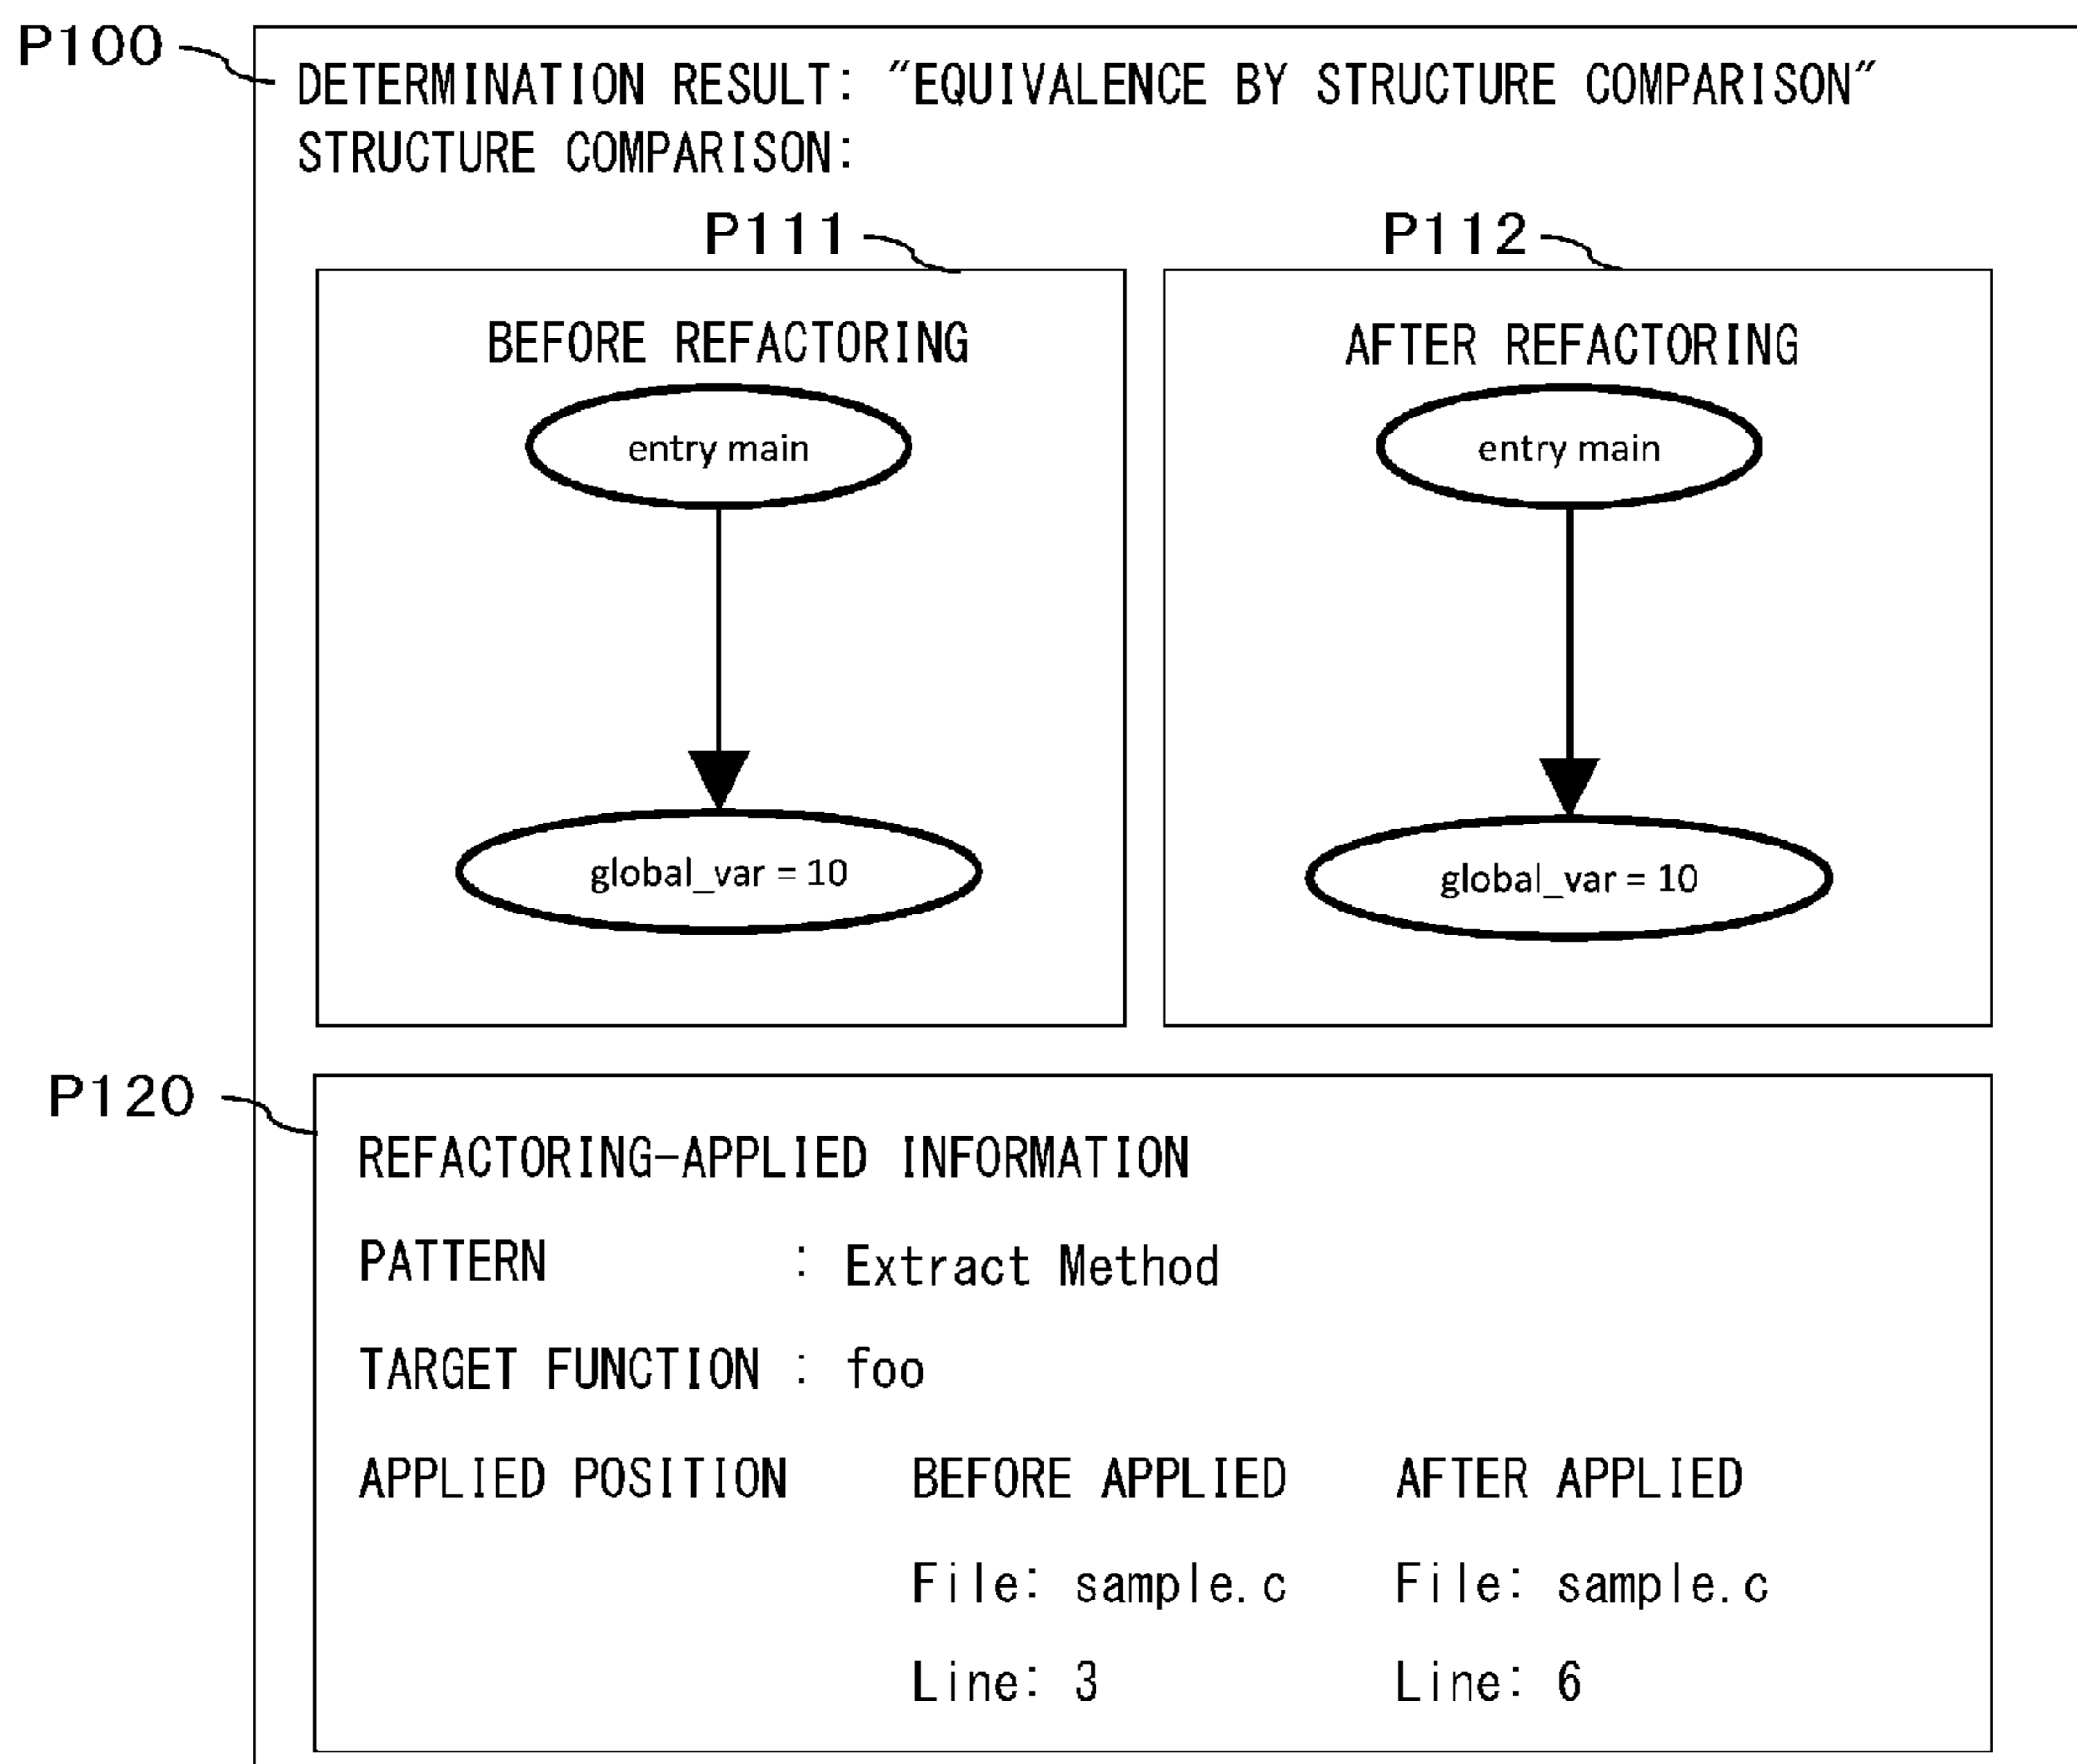 P100
DETERMINATION RESULT: "EQUIVALENCE BY STRUCTURE COMPARISON"
STRUCTURE COMPARISON:
P111
P112
BEFORE REFACTORING
entry main
global_var = 10
AFTER REFACTORING
entry main
global_var = 10
P120
REFACTORING-APPLIED INFORMATION
PATTERN : Extract Method
TARGET FUNCTION : foo
APPLIED POSITION BEFORE APPLIED AFTER APPLIED
File: sample.c File: sample.c
Line: 3 Line: 6